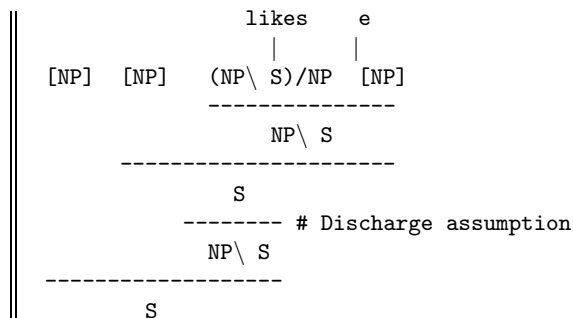 likes e
| |
[NP] [NP] (NP\ S)/NP [NP]
---------------
NP\ S
----------------------
S
-------- # Discharge assumption
NP\ S
-------------------
S